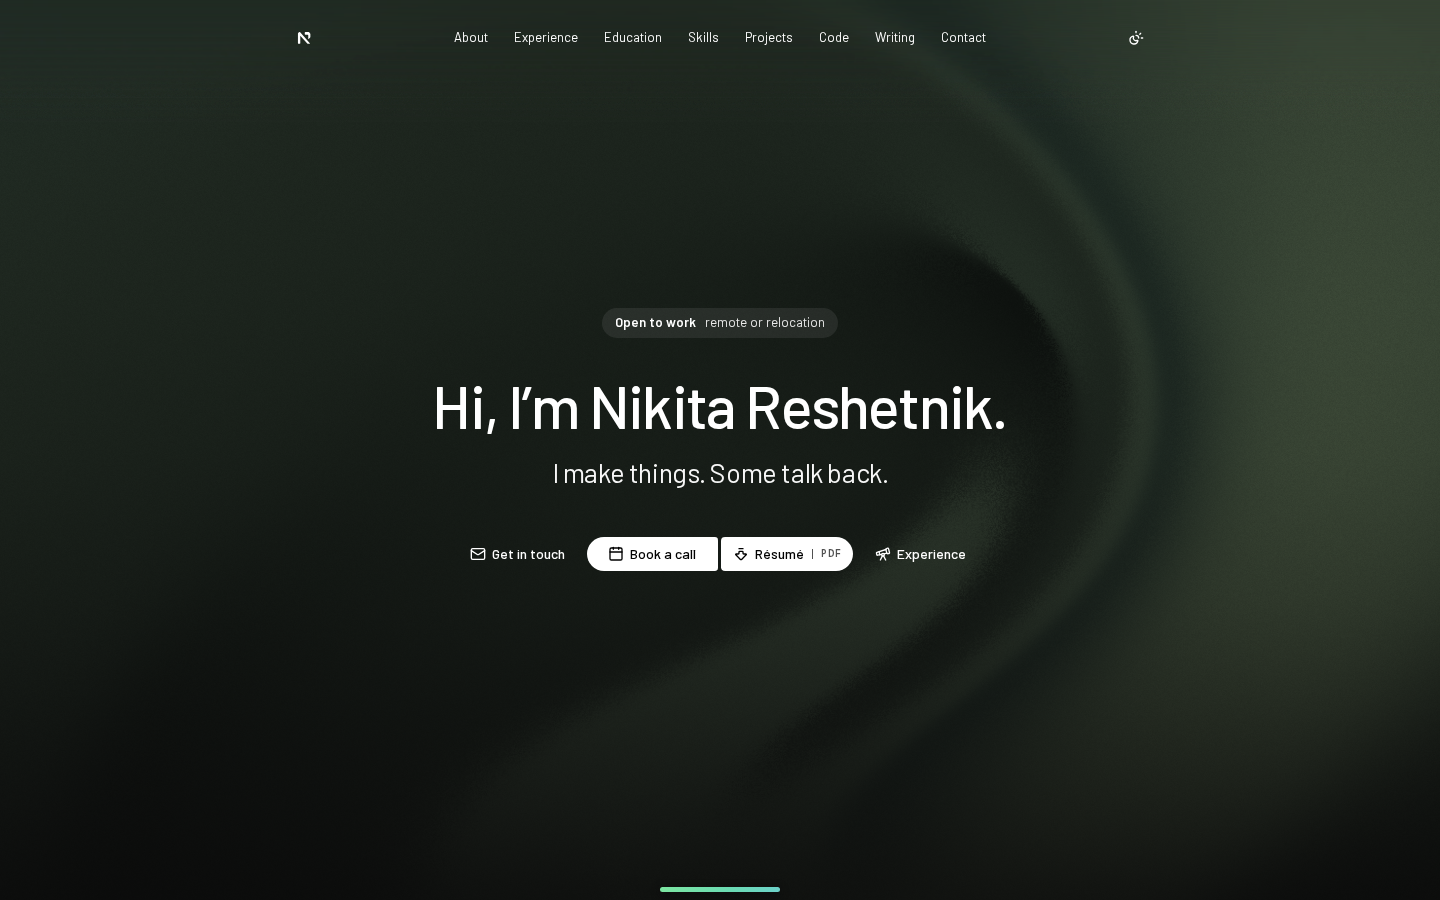 About Experience Education Skills Projects Code Writing Contact
Open to work remote or relocation
Hi, I’m Nikita Reshetnik.
I make things. Some talk back.
Get in touch Book a call Résumé | PDF Experience